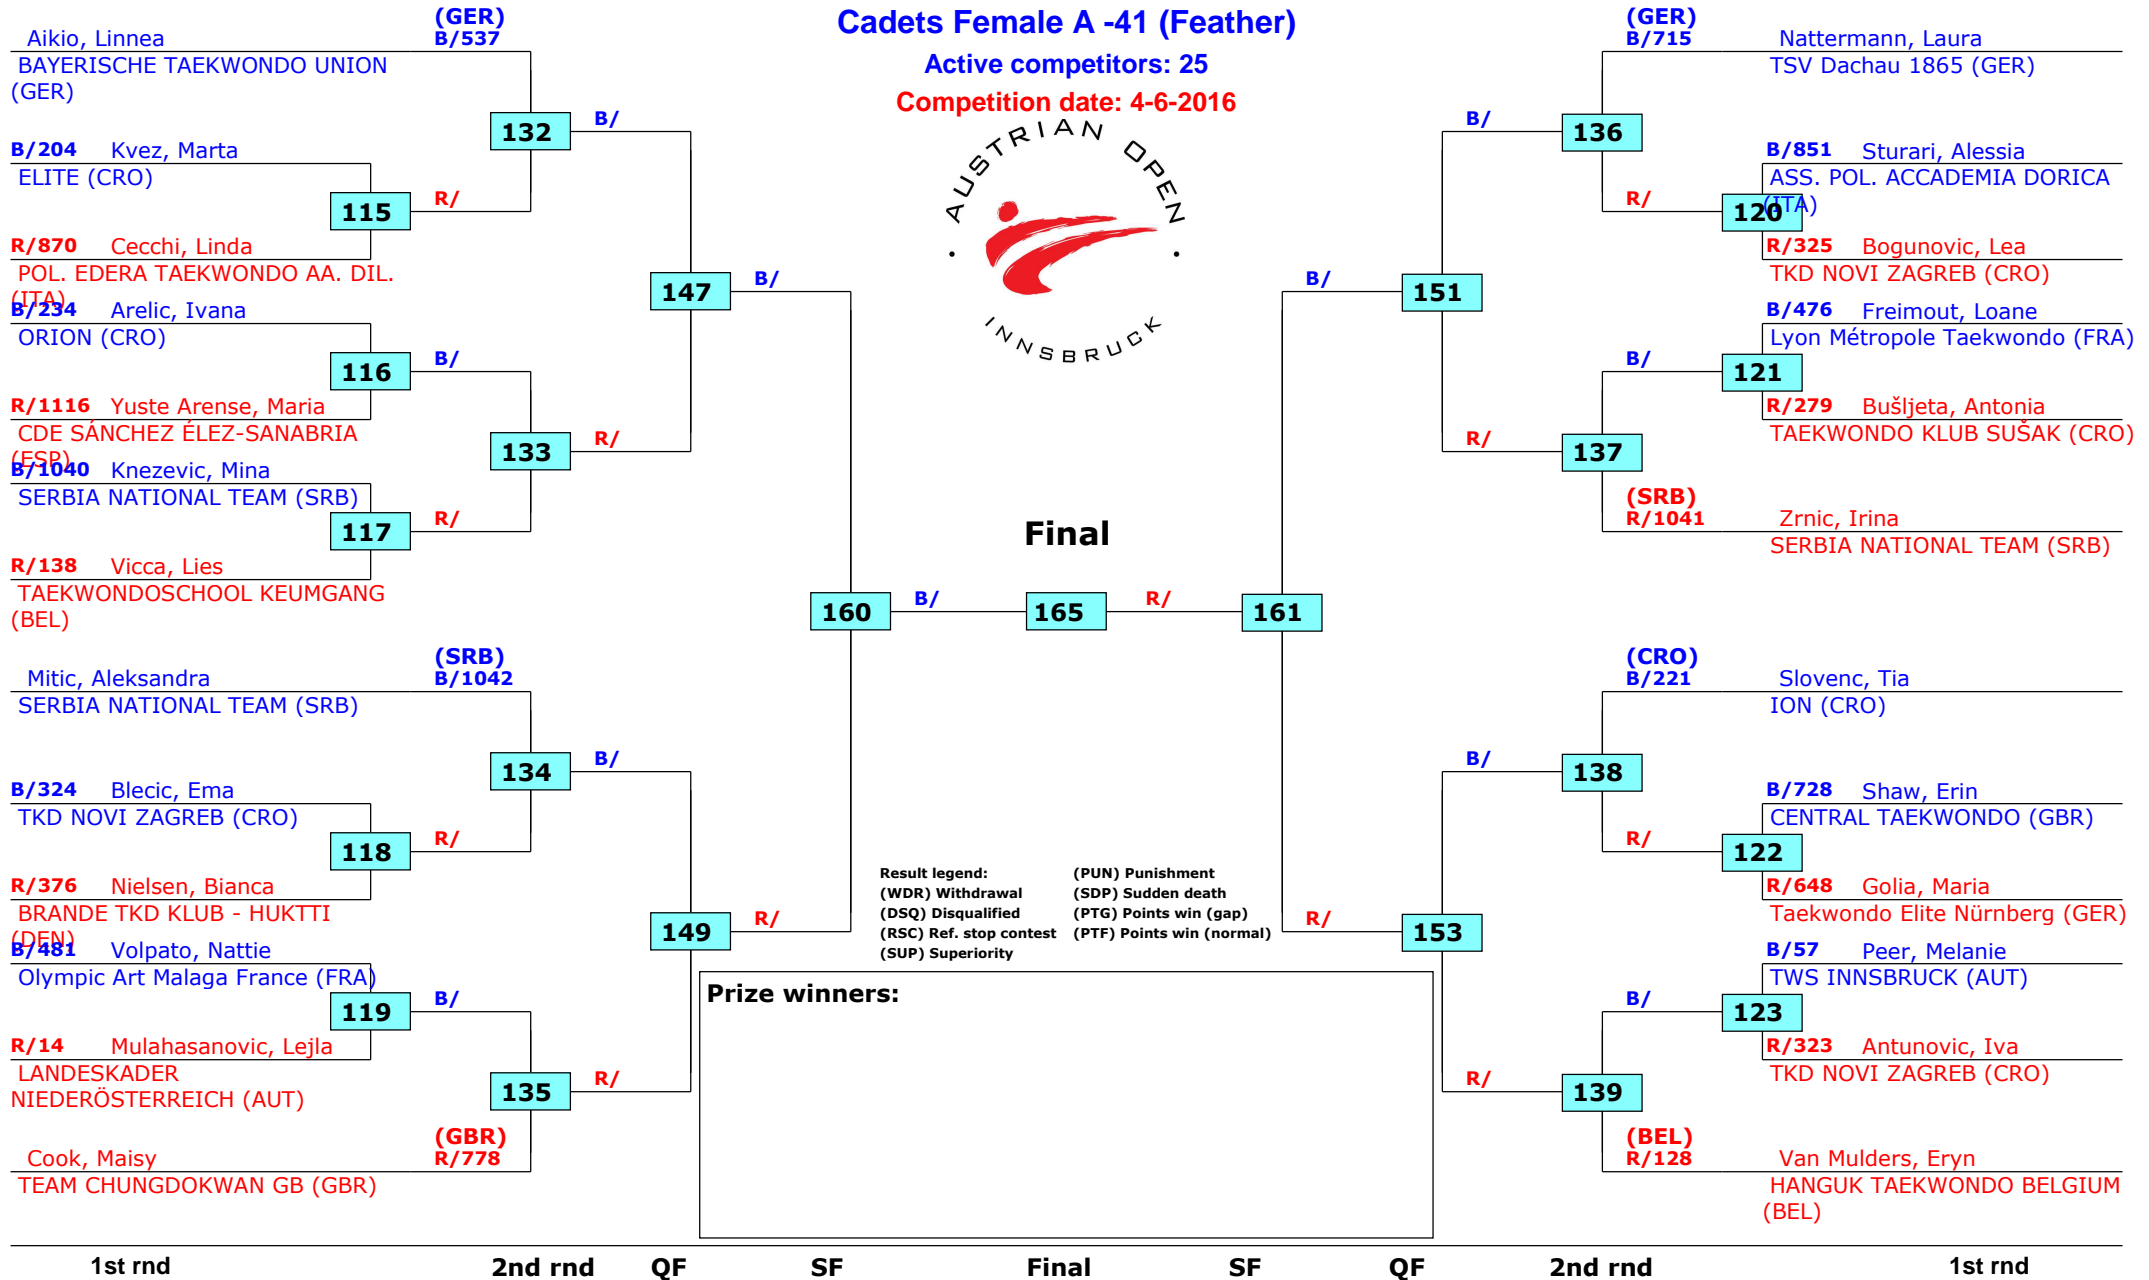 Cadets Female A -41 (Feather)
Active competitors: 25
Competition date: 4-6-2016
AUSTRIAN OPEN
INNSBRUCK
Aikio, Linnea
(GER)
B/537
BAYERISCHE TAEKWONDO UNION
(GER)
132
B/
B/204 Kvez, Marta
ELITE (CRO)
115
R/
R/870 Cecchi, Linda
POL. EDERA TAEKWONDO AA. DIL.
(ITA)
147
B/
B/234 Arelic, Ivana
ORION (CRO)
116
B/
R/1116 Yuste Arense, Maria
CDE SÁNCHEZ ÉLEZ-SANABRIA
(ESP)
133
R/
B/1040 Knezevic, Mina
SERBIA NATIONAL TEAM (SRB)
117
R/
R/138 Vicca, Lies
TAEKWONDOSCHOOL KEUMGANG
(BEL)
160
B/
Mitic, Aleksandra
(SRB)
B/1042
SERBIA NATIONAL TEAM (SRB)
134
B/
B/324 Blecic, Ema
TKD NOVI ZAGREB (CRO)
118
R/
R/376 Nielsen, Bianca
BRANDE TKD KLUB - HUKTTI
(DEN)
149
R/
B/481 Volpato, Nattie
Olympic Art Malaga France (FRA)
119
B/
R/14 Mulahasanovic, Lejla
LANDESKADER
NIEDERÖSTERREICH (AUT)
135
R/
(GBR)
R/778
Cook, Maisy
TEAM CHUNGDOKWAN GB (GBR)
Final
165
R/
161
(GER)
B/715
Nattermann, Laura
TSV Dachau 1865 (GER)
B/
136
B/851 Sturari, Alessia
ASS. POL. ACCADEMIA DORICA
(ITA)
R/
120
R/325 Bogunovic, Lea
TKD NOVI ZAGREB (CRO)
B/
151
B/476 Freimout, Loane
Lyon Métropole Taekwondo (FRA)
B/
121
R/279 Bušljeta, Antonia
TAEKWONDO KLUB SUŠAK (CRO)
R/
137
(SRB)
R/1041
Zrnic, Irina
SERBIA NATIONAL TEAM (SRB)
(CRO)
B/221
Slovenc, Tia
ION (CRO)
B/
138
B/728 Shaw, Erin
CENTRAL TAEKWONDO (GBR)
R/
122
R/648 Golia, Maria
Taekwondo Elite Nürnberg (GER)
R/
153
B/57 Peer, Melanie
TWS INNSBRUCK (AUT)
B/
123
R/323 Antunovic, Iva
TKD NOVI ZAGREB (CRO)
R/
139
(BEL)
R/128
Van Mulders, Eryn
HANGUK TAEKWONDO BELGIUM
(BEL)
Result legend: (PUN) Punishment
(WDR) Withdrawal (SDP) Sudden death
(DSQ) Disqualified (PTG) Points win (gap)
(RSC) Ref. stop contest (PTF) Points win (normal)
(SUP) Superiority
Prize winners:
1st rnd 2nd rnd QF SF Final SF QF 2nd rnd 1st rnd